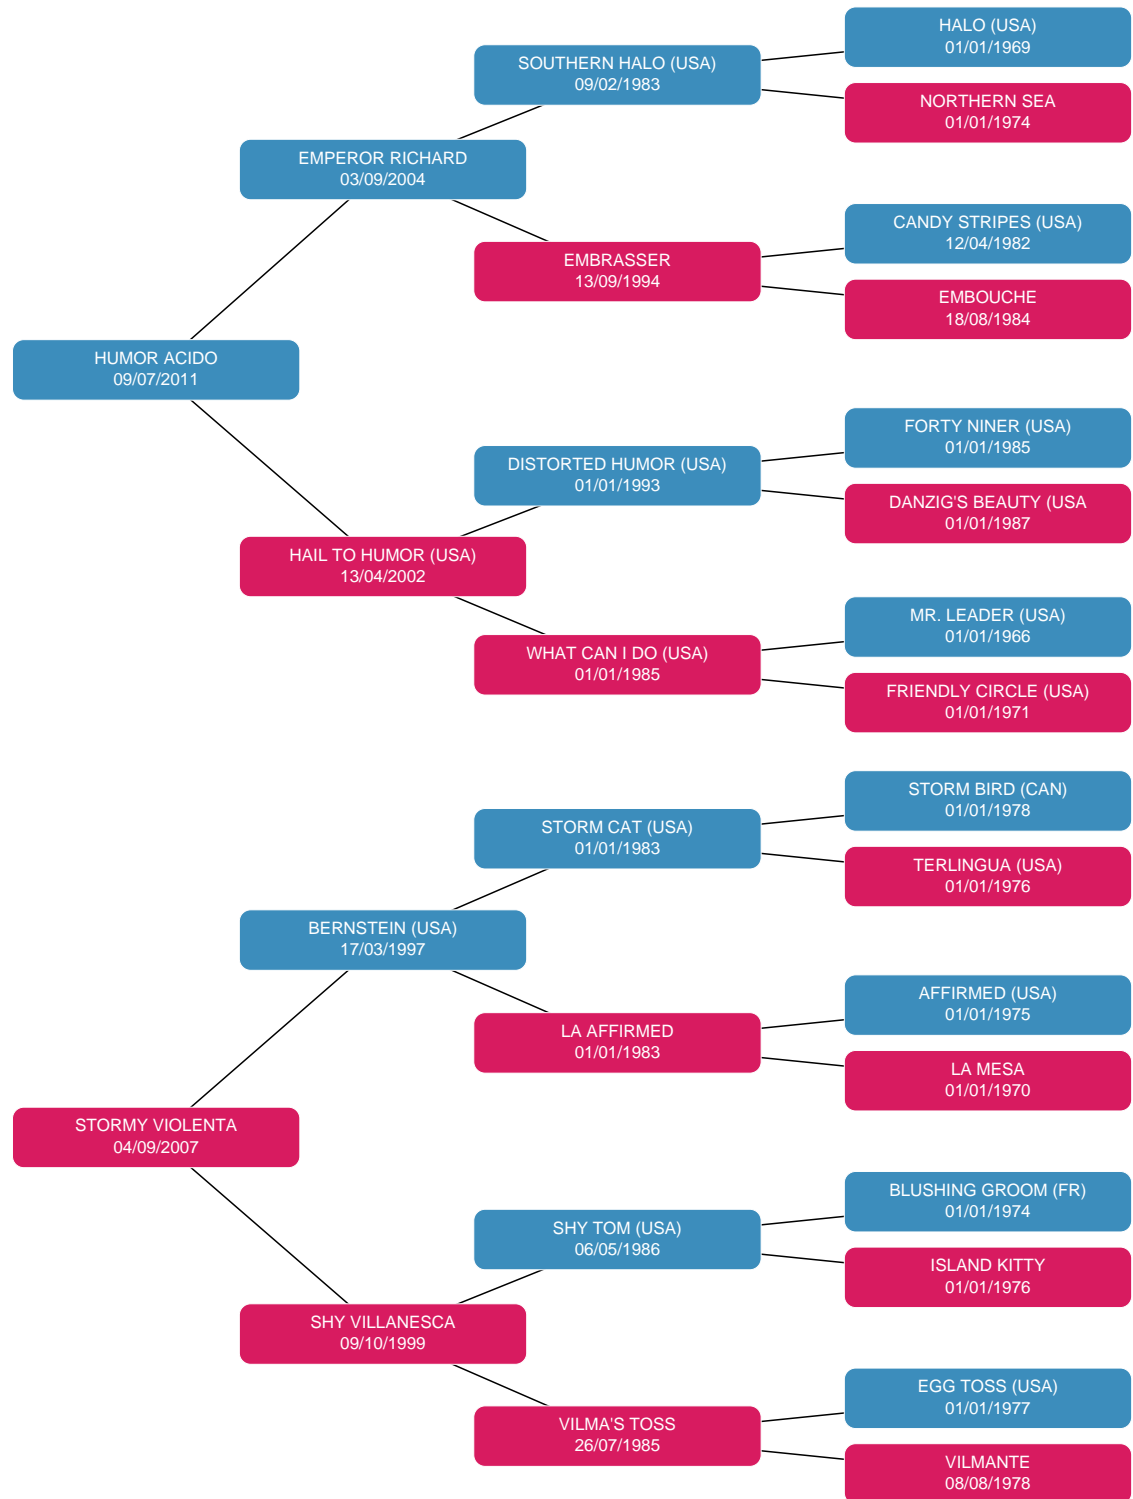 HALO (USA)
01/01/1969
SOUTHERN HALO (USA)
09/02/1983
NORTHERN SEA
01/01/1974
EMPEROR RICHARD
03/09/2004
CANDY STRIPES (USA)
12/04/1982
EMBRASSER
13/09/1994
EMBOUCHE
18/08/1984
HUMOR ACIDO
09/07/2011
FORTY NINER (USA)
01/01/1985
DISTORTED HUMOR (USA)
01/01/1993
DANZIG'S BEAUTY (USA
01/01/1987
HAIL TO HUMOR (USA)
13/04/2002
MR. LEADER (USA)
01/01/1966
WHAT CAN I DO (USA)
01/01/1985
FRIENDLY CIRCLE (USA)
01/01/1971
STORM BIRD (CAN)
01/01/1978
STORM CAT (USA)
01/01/1983
TERLINGUA (USA)
01/01/1976
BERNSTEIN (USA)
17/03/1997
AFFIRMED (USA)
01/01/1975
LA AFFIRMED
01/01/1983
LA MESA
01/01/1970
STORMY VIOLENTA
04/09/2007
BLUSHING GROOM (FR)
01/01/1974
SHY TOM (USA)
06/05/1986
ISLAND KITTY
01/01/1976
SHY VILLANESCA
09/10/1999
EGG TOSS (USA)
01/01/1977
VILMA'S TOSS
26/07/1985
VILMANTE
08/08/1978